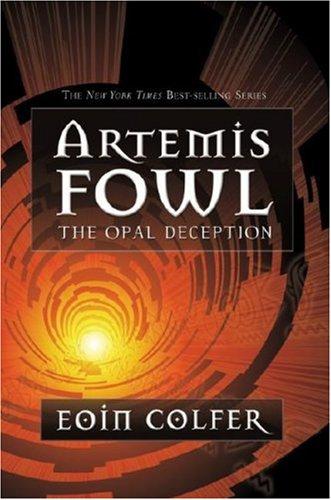 THE NEW YORK TIMES BEST-SELLING SERIES
ARTEMIS
FOWL
THE OPAL DECEPTION
EOIN COLFER